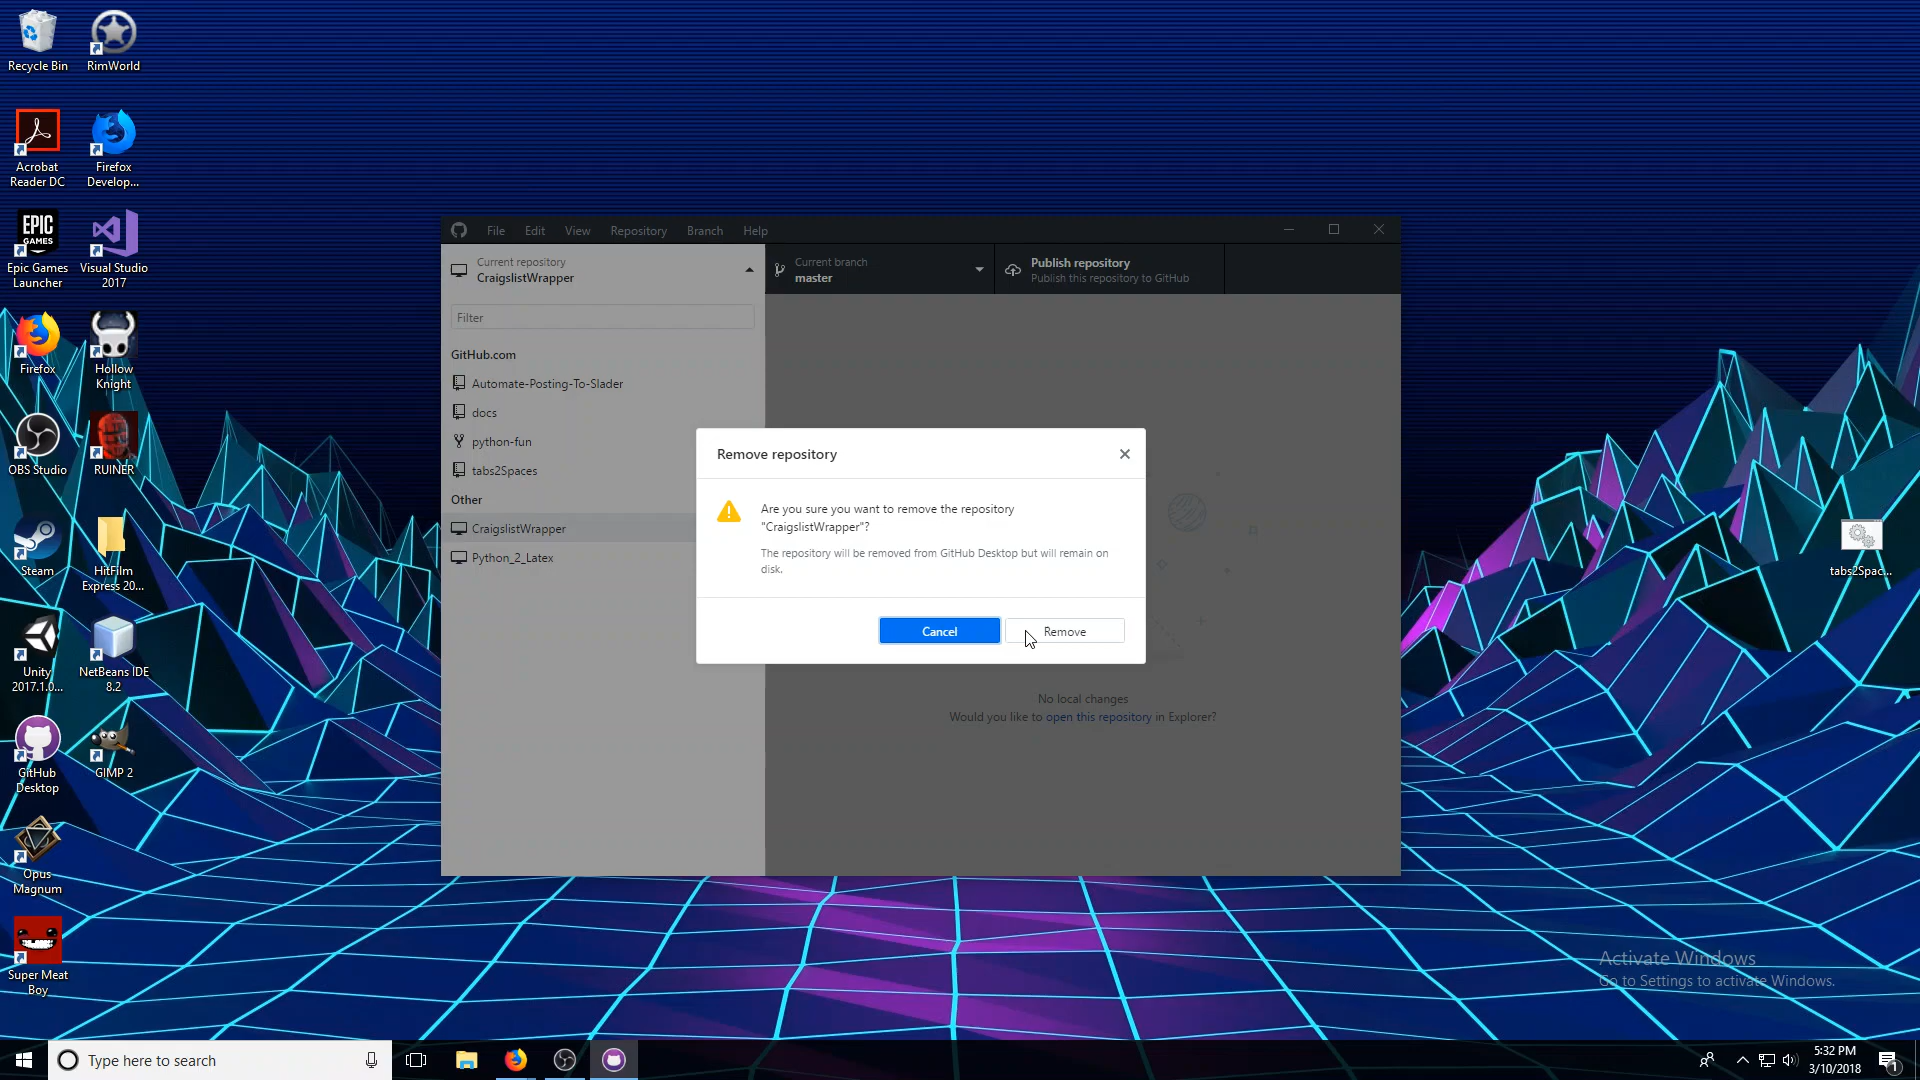 Recycle Bin
RimWorld
Acrobat
Reader DC
Firefox
Develop...
EPIC
GAMES
Epic Games
Launcher
Visual Studio
2017
Firefox
Hollow
Knight
OBS Studio
RUINER
Steam
HitFilm
Express 20...
Unity
2017.1.0...
NetBeans IDE
8.2
GitHub
Desktop
GIMP 2
Opus
Magnum
Super Meat
Boy
File Edit View Repository Branch Help
Current repository
CraigslistWrapper
Current branch
master
Publish repository
Publish this repository to GitHub
Filter
GitHub.com
Automate-Posting-To-Slader
docs
python-fun
tabs2Spaces
Other
CraigslistWrapper
Python_2_Latex
Remove repository
Are you sure you want to remove the repository
"CraigslistWrapper"?
The repository will be removed from GitHub Desktop but will remain on
disk.
Cancel
Remove
No local changes
Would you like to open this repository in Explorer?
tabs2Spac...
Activate Windows
Go to Settings to activate Windows.
Type here to search
5:32 PM
3/10/2018
1